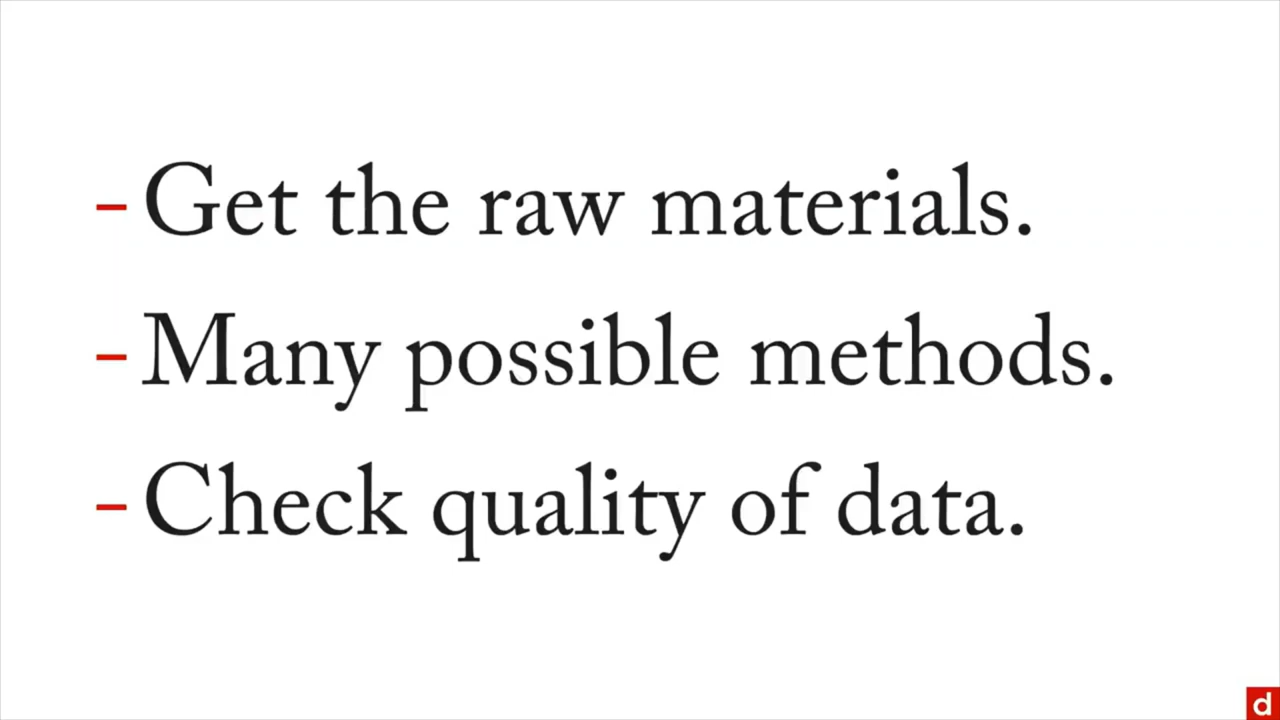 - Get the raw materials.
- Many possible methods.
- Check quality of data.
d